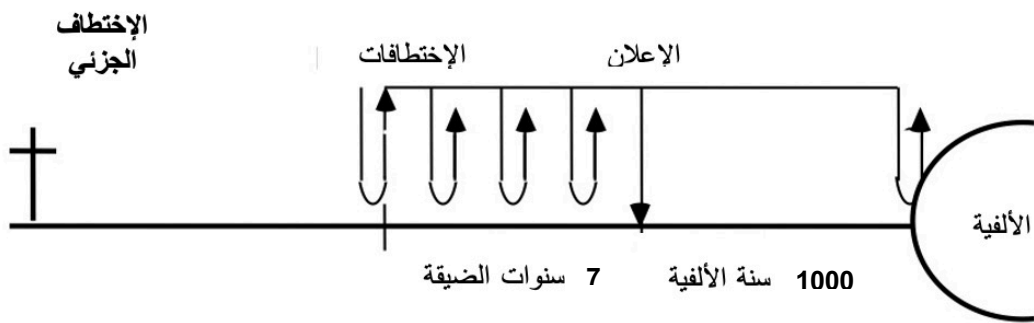 الإختطاف
الجزئي
الإختطافات
الإعلان
الألفية
7 سنوات الضيقة
1000 سنة الألفية